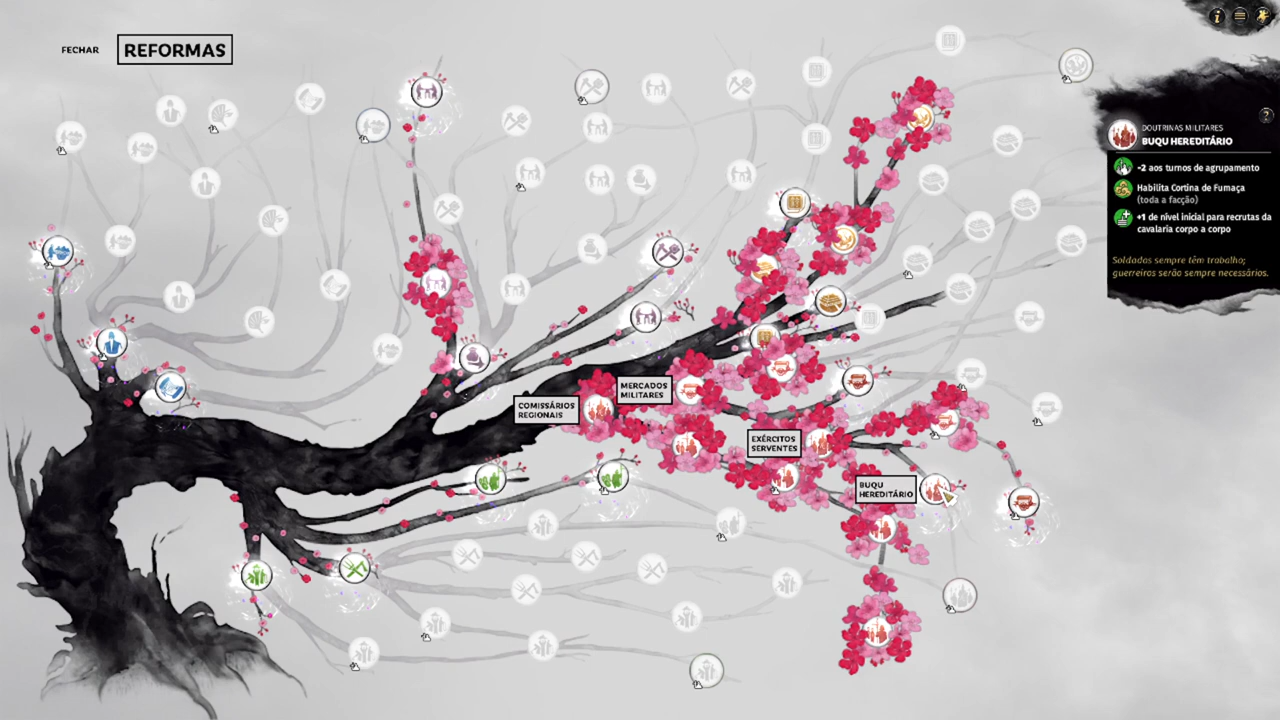 FECHAR
REFORMAS
?
DOUTRINAS MILITARES
BUQU HEREDITÁRIO
-2 aos turnos de agrupamento
Habilita Cortina de Fumaça
(toda a facção)
+1 de nível inicial para recrutas da
cavalaria corpo a corpo
Soldados sempre têm trabalho;
guerreiros serão sempre necessários.
MERCADOS
MILITARES
COMISSÁRIOS
REGIONAIS
EXÉRCITOS
SERVENTES
BUQU
HEREDITÁRIO